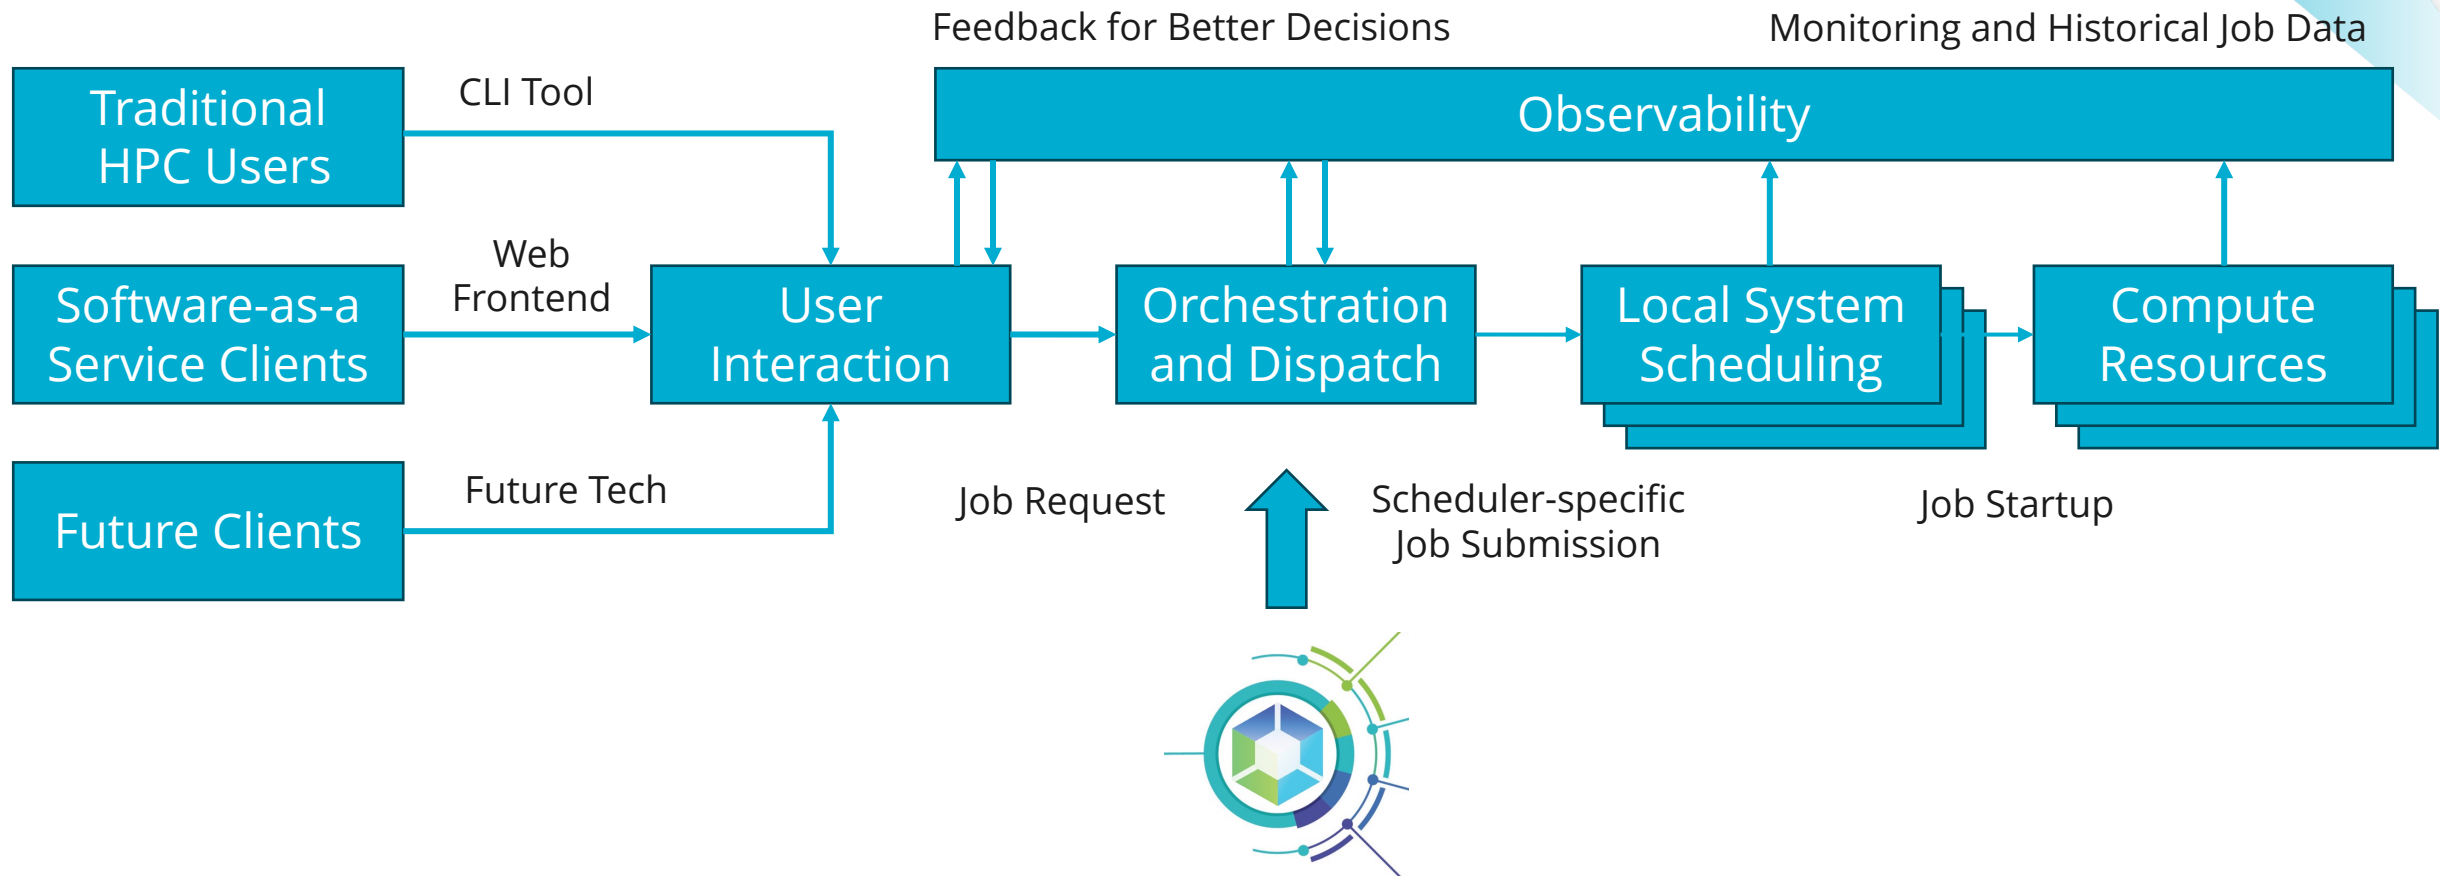 Feedback for Better Decisions
Monitoring and Historical Job Data
Traditional
HPC Users
CLI Tool
Observability
Software-as-a
Service Clients
Web
Frontend
User
Interaction
Orchestration
and Dispatch
Local System
Scheduling
Compute
Resources
Future Clients
Future Tech
Job Request
Scheduler-specific
Job Submission
Job Startup